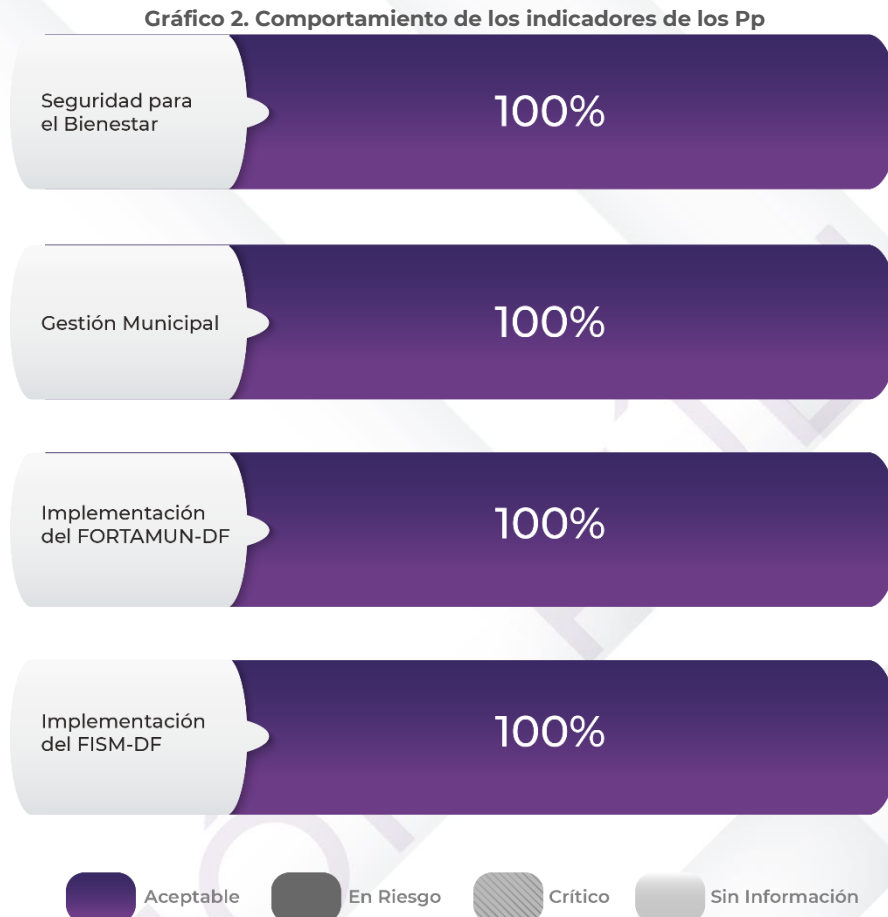 Gráfico 2. Comportamiento de los indicadores de los Pp
Seguridad para
el Bienestar
100%
Gestión Municipal
100%
Implementación
del FORTAMUN-DF
100%
Implementación
del FISM-DF
100%
Aceptable
En Riesgo
Crítico
Sin Información